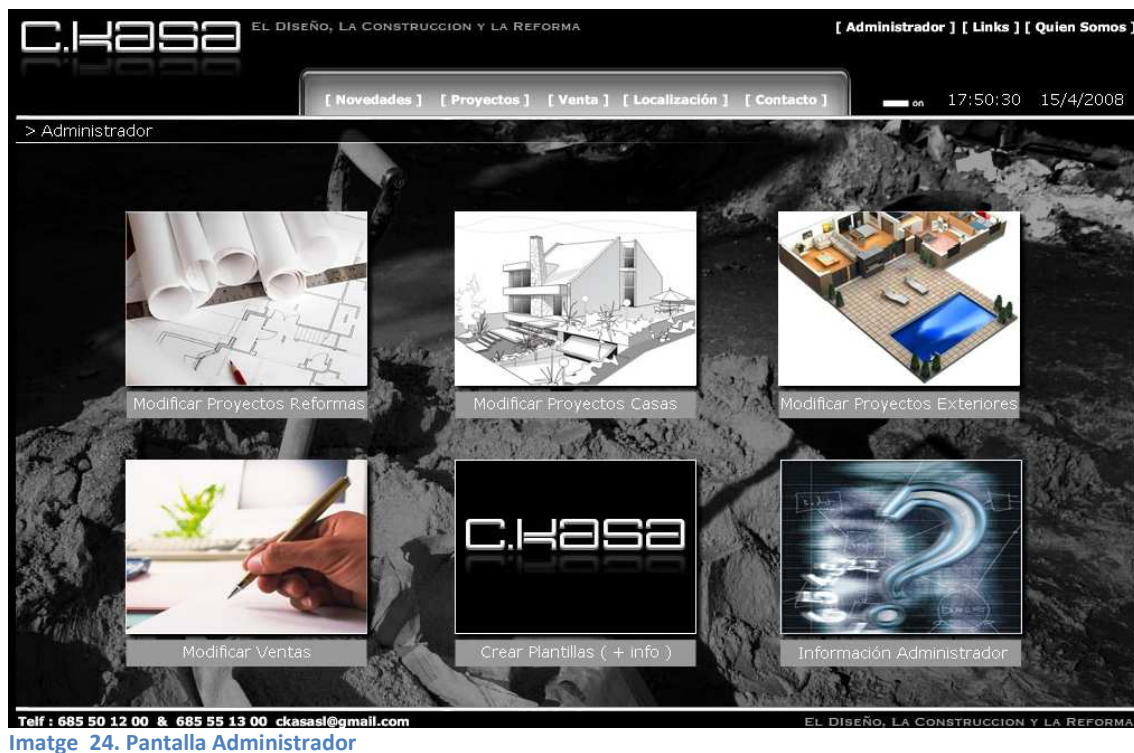 C.Kasa EL DISEÑO, LA CONSTRUCCION Y LA REFORMA [ Administrador ] [ Links ] [ Quien Somos ]
[ Novedades ] [ Proyectos ] [ Venta ] [ Localización ] [ Contacto ] on 17:50:30 15/4/2008
> Administrador
Modificar Proyectos Reformas Modificar Proyectos Casas Modificar Proyectos Exteriores
C.Kasa
Modificar Ventas Crear Plantillas ( + info ) Información Administrador
Telf : 685 50 12 00 & 685 55 13 00 ckasasl@gmail.com EL DISEÑO, LA CONSTRUCCION Y LA REFORMA
Imatge 24. Pantalla Administrador